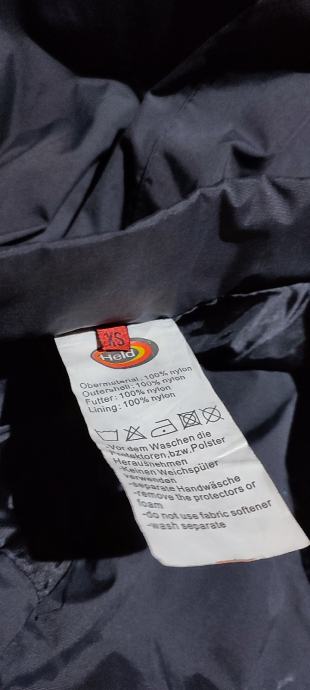 XS
Held
Obermaterial: 100% nylon
Outershell: 100% nylon
Futter: 100% nylon
Lining: 100% nylon
-Vor dem Waschen die
Protektoren,bzw.Polster
Herausnehmen
-Keinen Weichspüler
verwenden
-separate Handwäsche
-remove the protectors or
foam
-do not use fabric softener
-wash separate